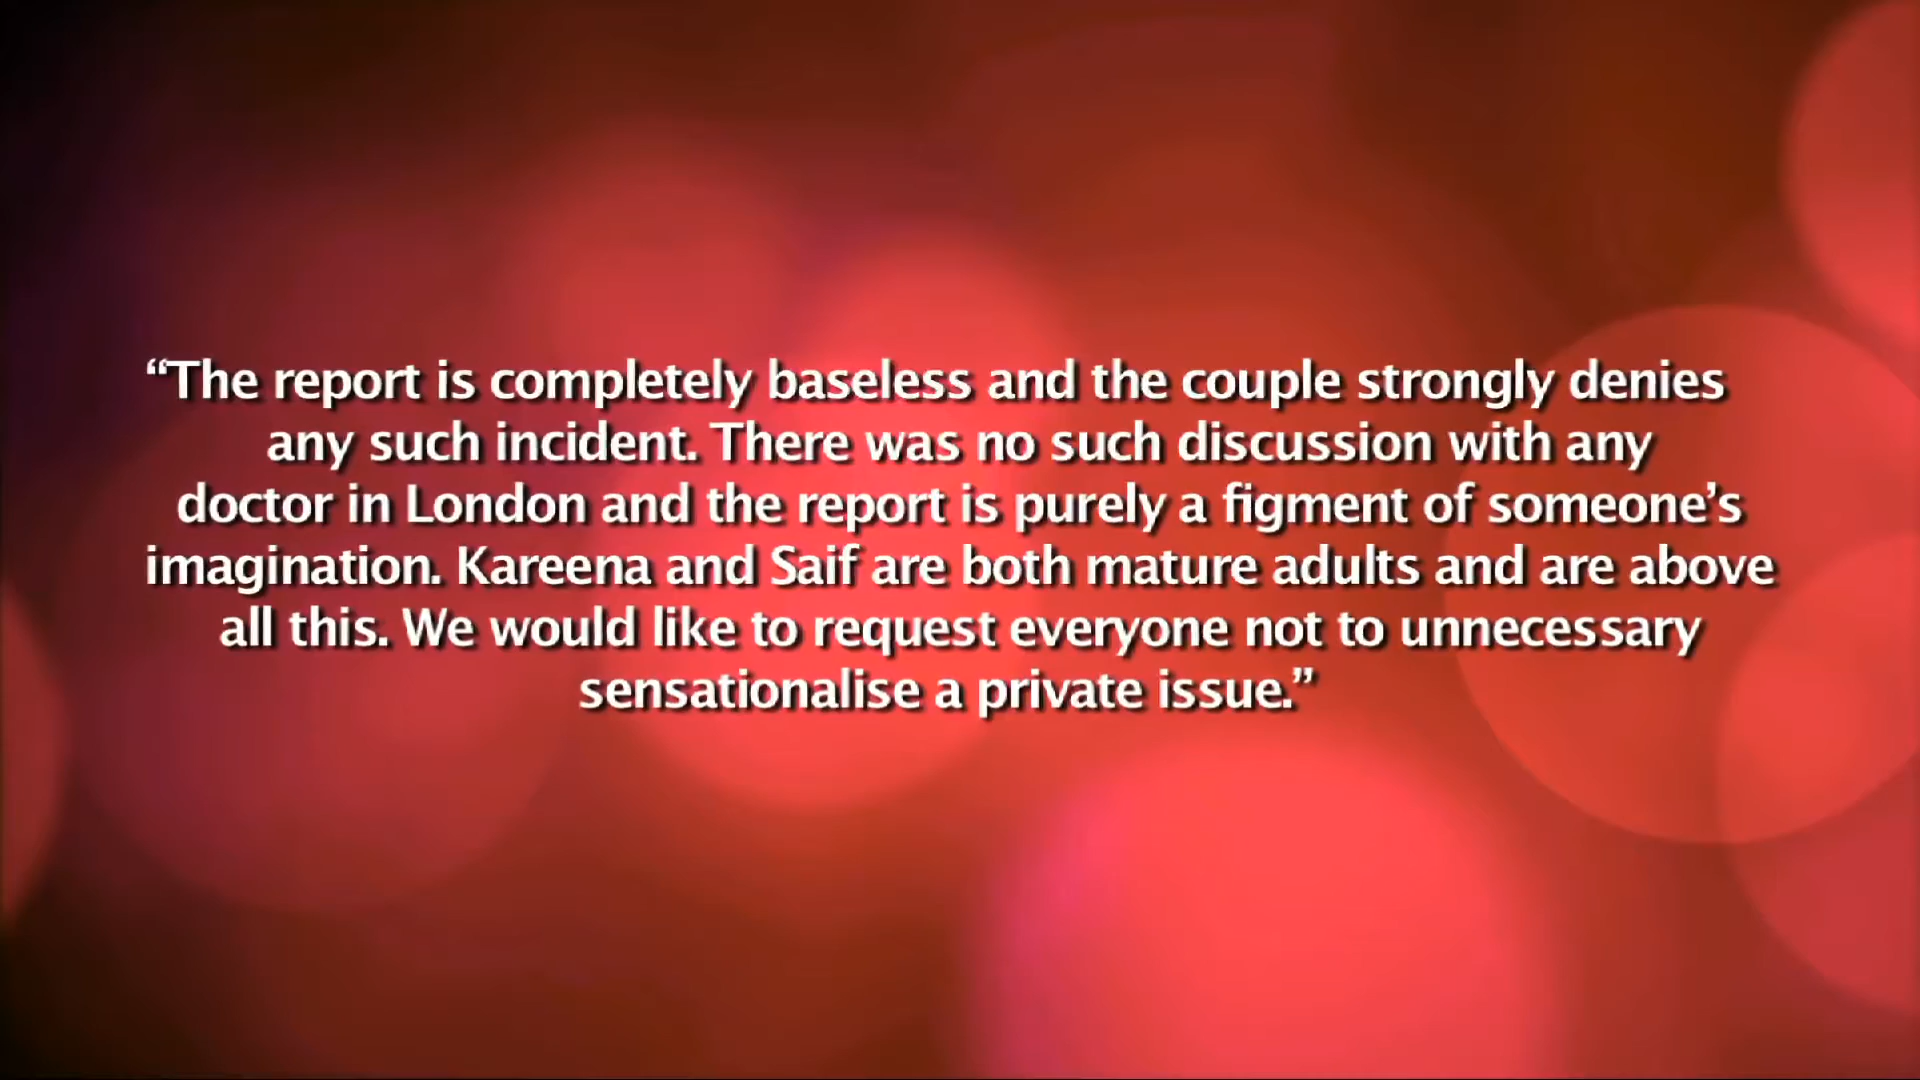 “The report is completely baseless and the couple strongly denies
any such incident. There was no such discussion with any
doctor in London and the report is purely a figment of someone’s
imagination. Kareena and Saif are both mature adults and are above
all this. We would like to request everyone not to unnecessary
sensationalise a private issue.”